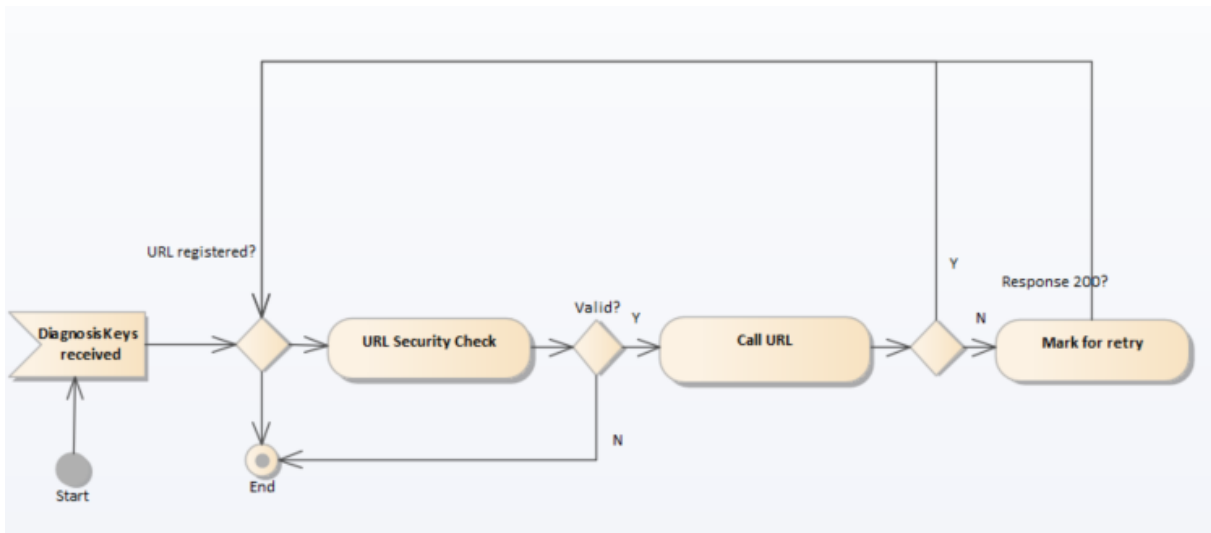 URL registered?
DiagnosisKeys
received
URL Security Check
Valid?
Y
N
Call URL
Y
N
Response 200?
Mark for retry
Start
End